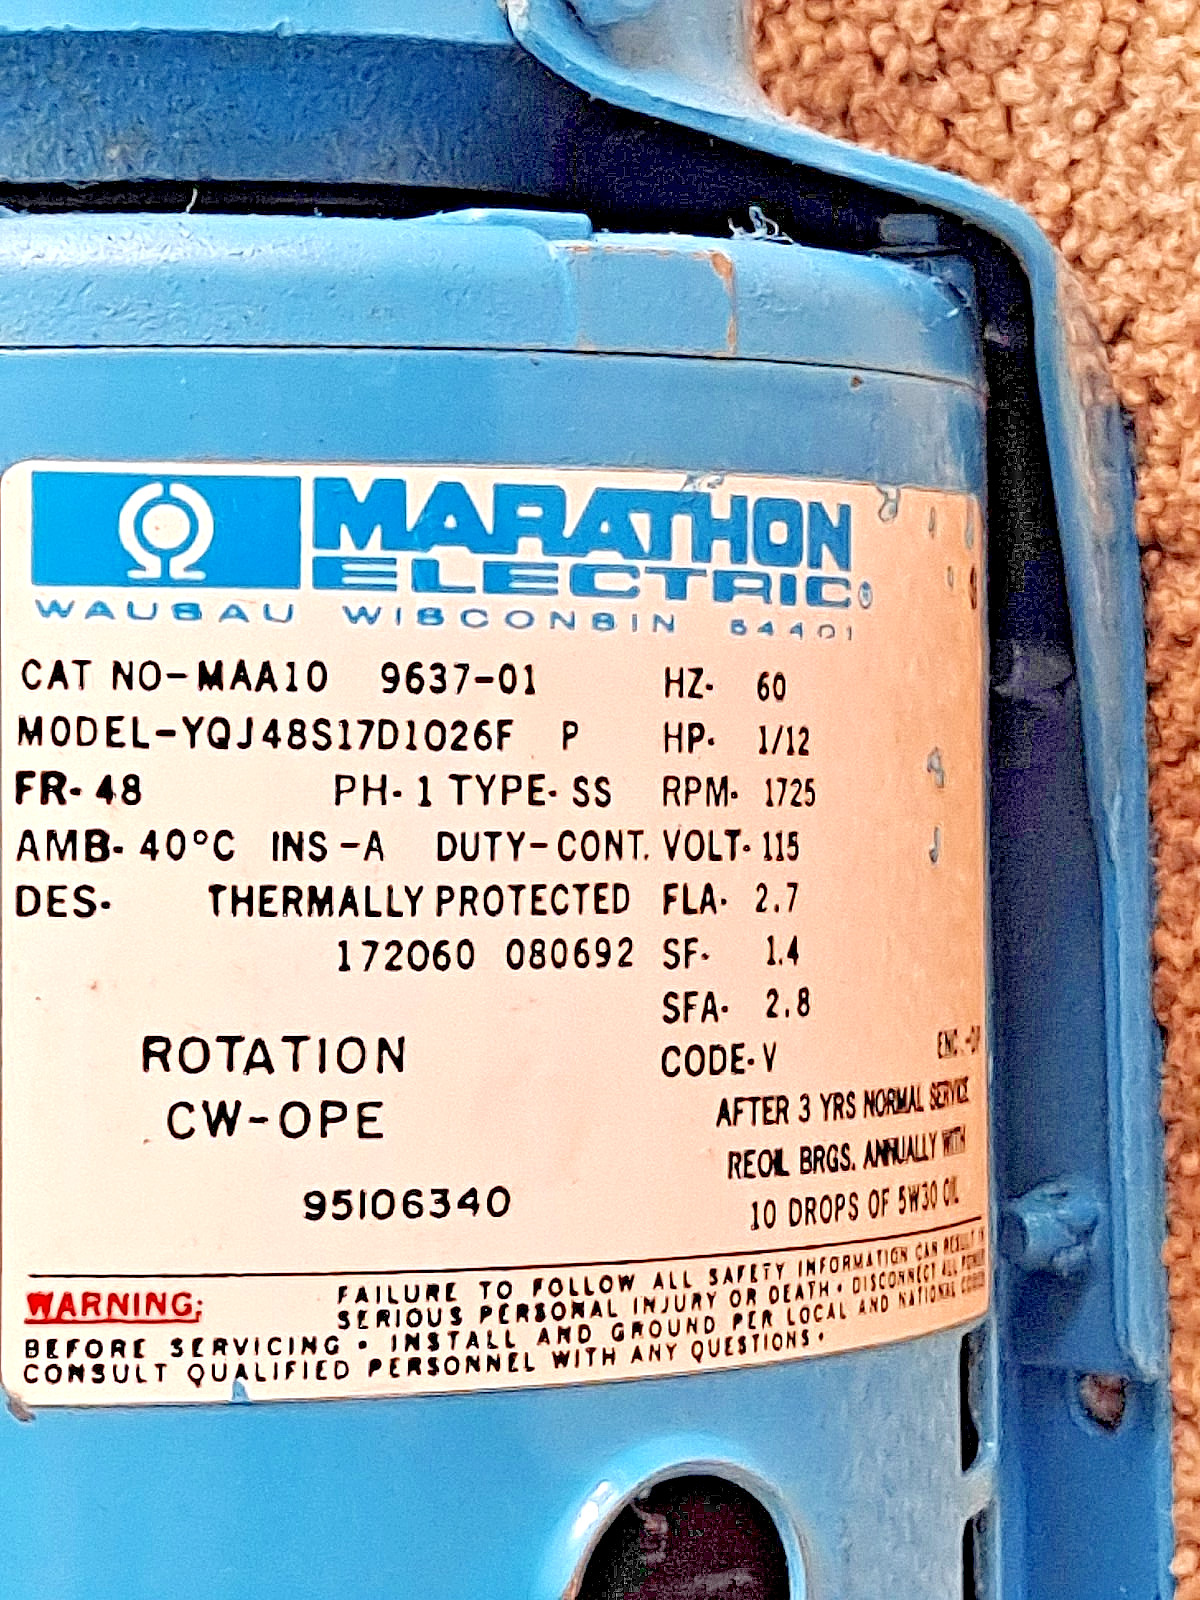 MARATHON
ELECTRIC®
WAUSAU WISCONSIN 54401
CAT NO-MAA10 9637-01 HZ- 60
MODEL-YQJ48S17D1026F P HP- 1/12
FR- 48 PH- 1 TYPE- SS RPM- 1725
AMB- 40°C INS-A DUTY-CONT. VOLT- 115
DES- THERMALLY PROTECTED FLA- 2.7
172060 080692 SF- 1.4
SFA- 2.8
ROTATION CODE-V ENC.-
CW-OPE AFTER 3 YRS NORMAL SERVICE
REOIL BRGS. ANNUALLY WITH
95106340 10 DROPS OF 5W30 OIL
WARNING: FAILURE TO FOLLOW ALL SAFETY INFORMATION CAN RESULT IN
SERIOUS PERSONAL INJURY OR DEATH • DISCONNECT ALL POWER
BEFORE SERVICING • INSTALL AND GROUND PER LOCAL AND NATIONAL CODES
CONSULT QUALIFIED PERSONNEL WITH ANY QUESTIONS •